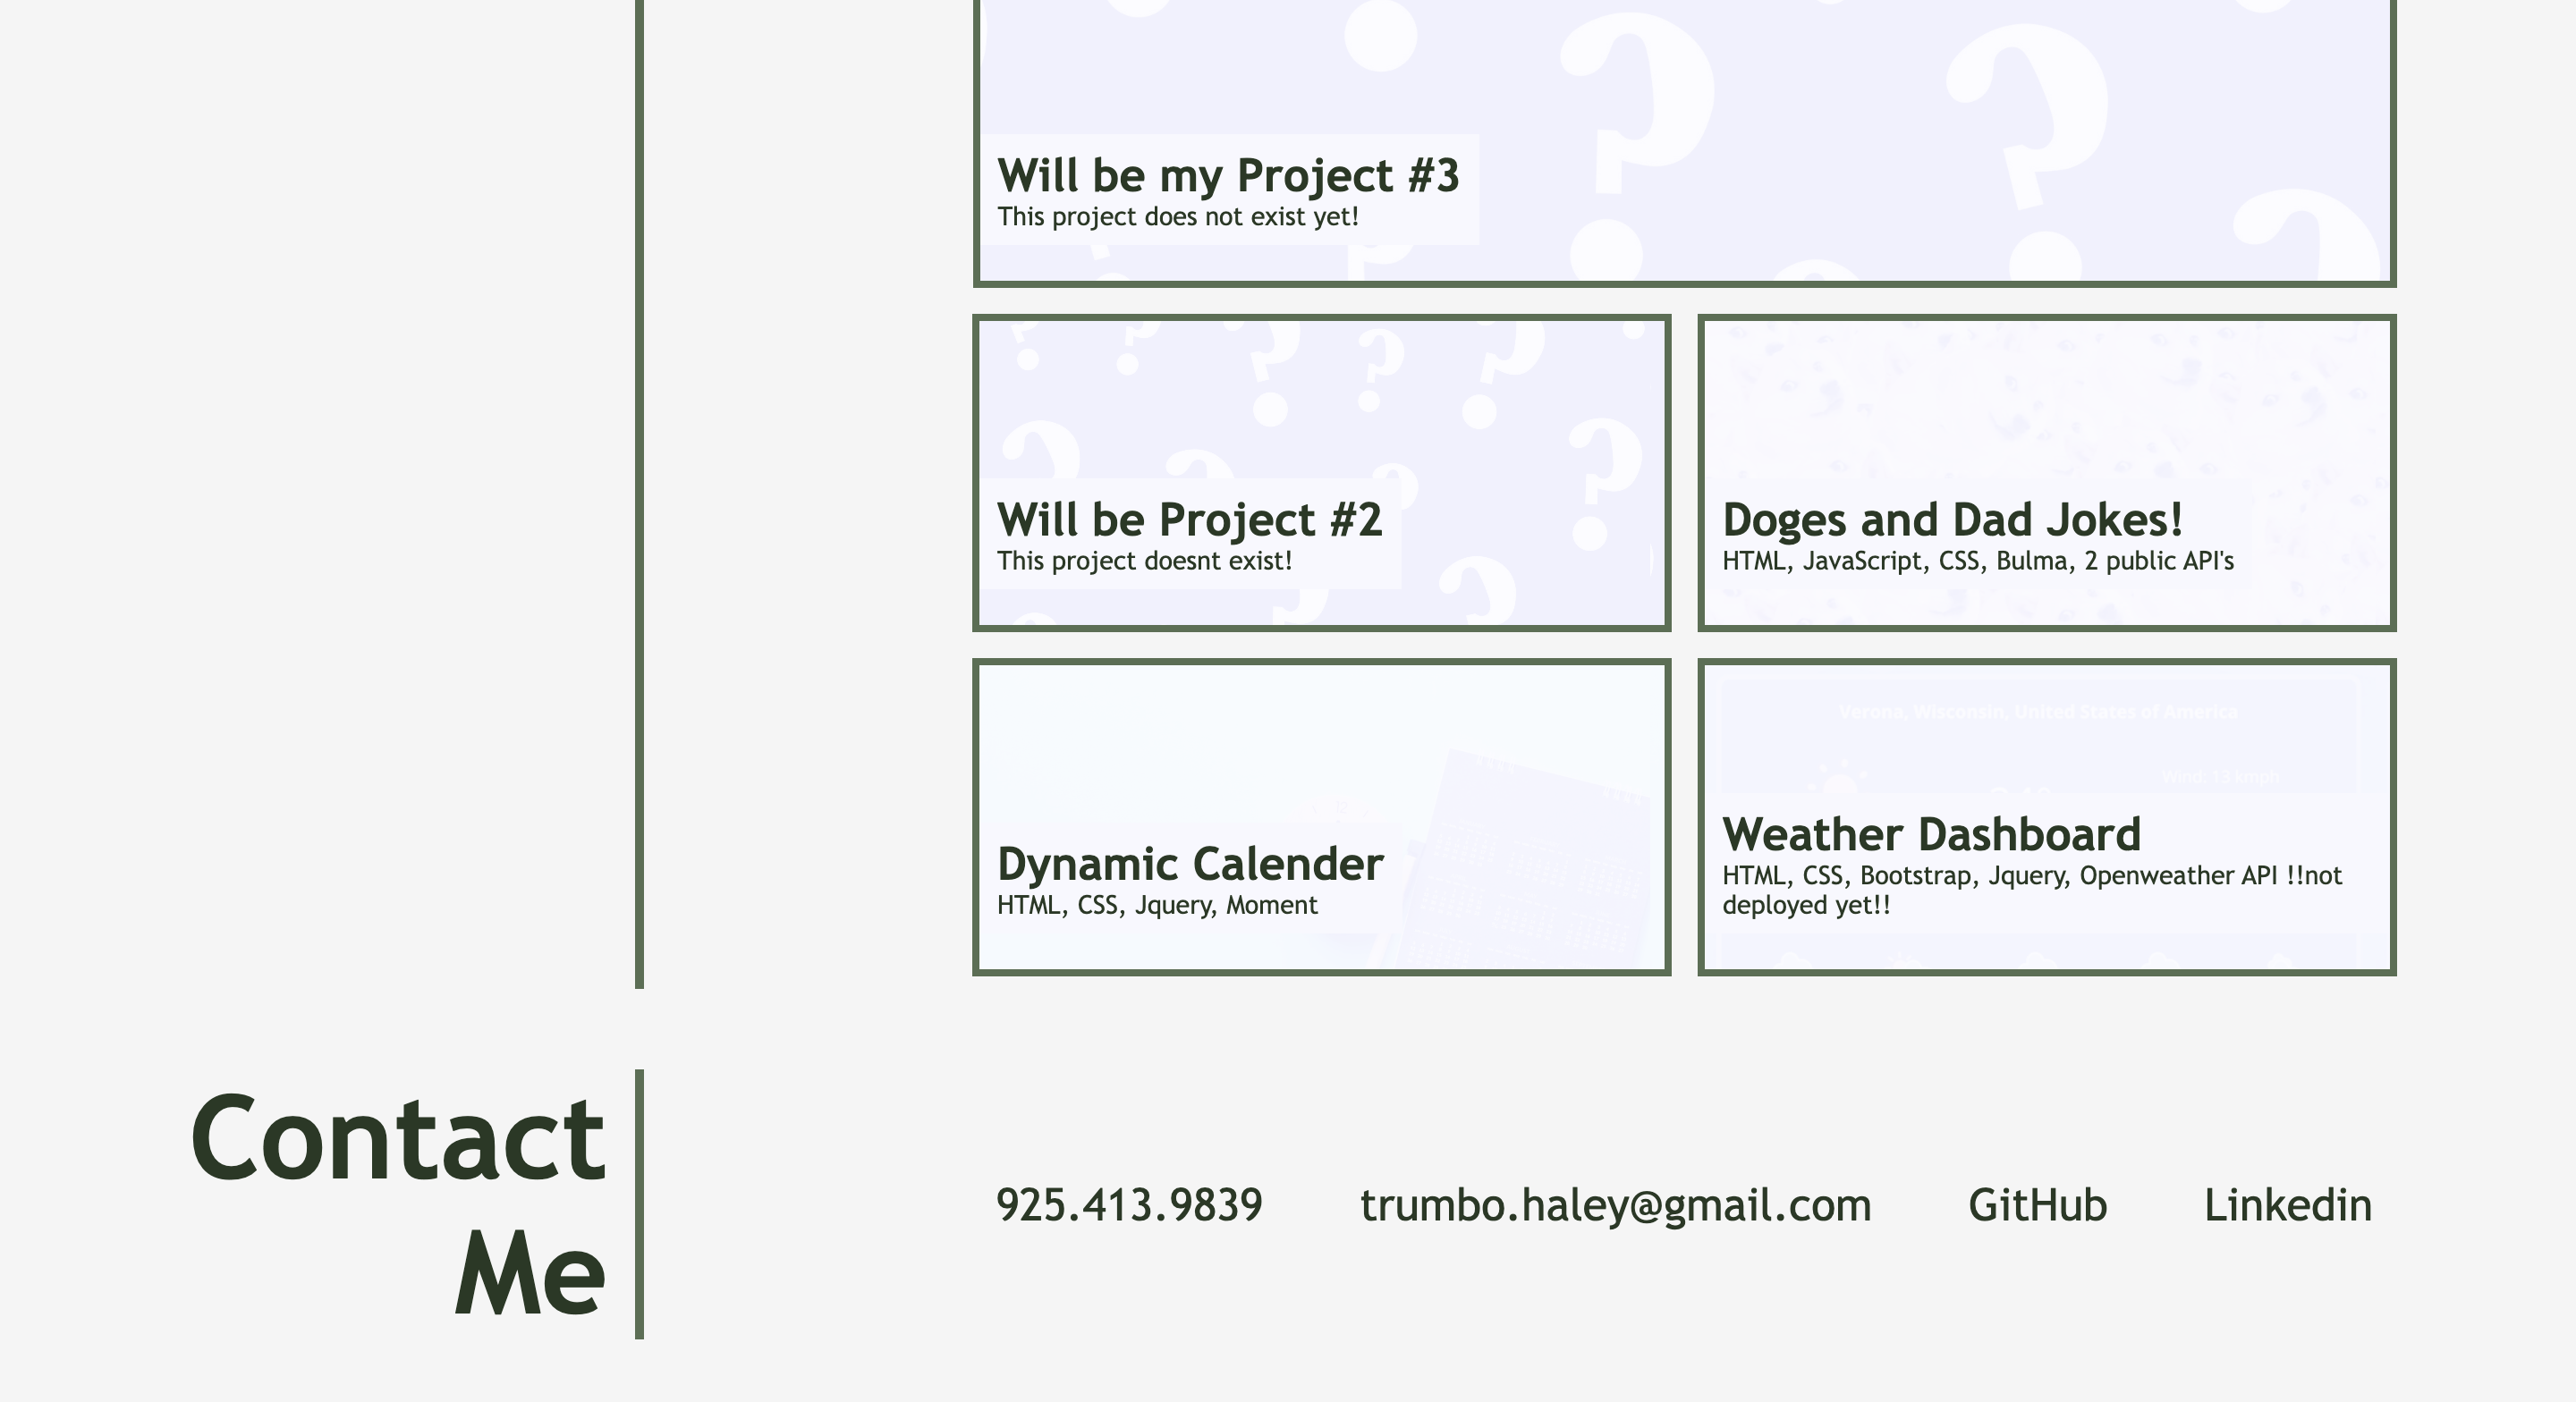 Will be my Project #3
This project does not exist yet!
Will be Project #2
This project doesnt exist!
Doges and Dad Jokes!
HTML, JavaScript, CSS, Bulma, 2 public API's
Dynamic Calender
HTML, CSS, Jquery, Moment
Verona, Wisconsin, United States of America
Wind: 13 kmph
Weather Dashboard
HTML, CSS, Bootstrap, Jquery, Openweather API !!not
deployed yet!!
Contact
Me
925.413.9839
trumbo.haley@gmail.com
GitHub
Linkedin